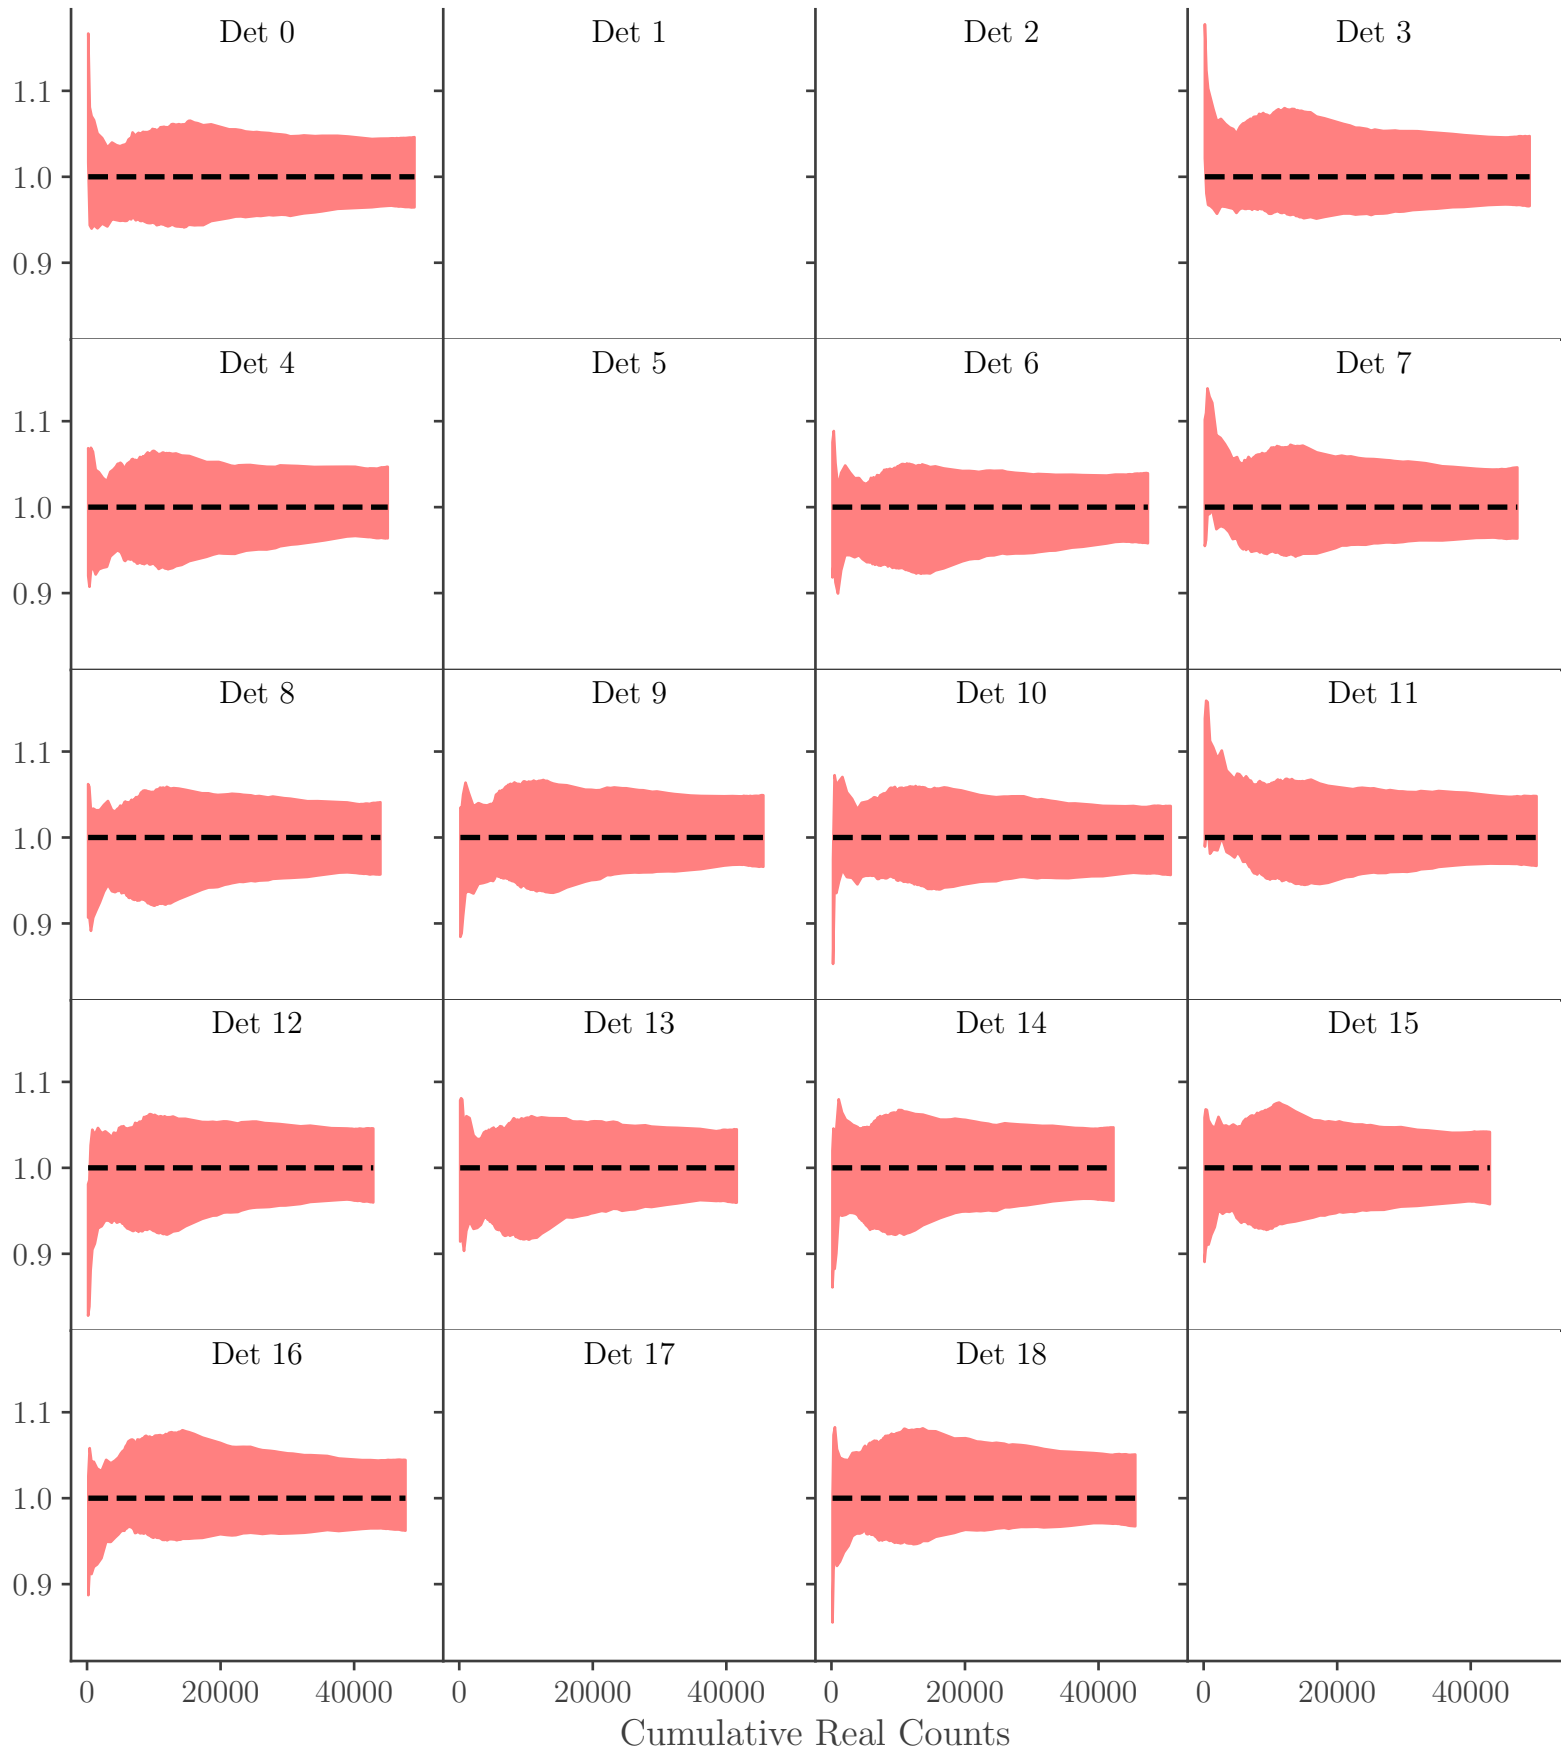 Det 0 Det 1 Det 2 Det 3
1.1
1.0
0.9
Det 4 Det 5 Det 6 Det 7
1.1
1.0
0.9
Det 8 Det 9 Det 10 Det 11
1.1
1.0
0.9
Det 12 Det 13 Det 14 Det 15
1.1
1.0
0.9
Det 16 Det 17 Det 18
1.1
1.0
0.9
0 20000 40000 0 20000 40000 0 20000 40000 0 20000 40000
Cumulative Real Counts